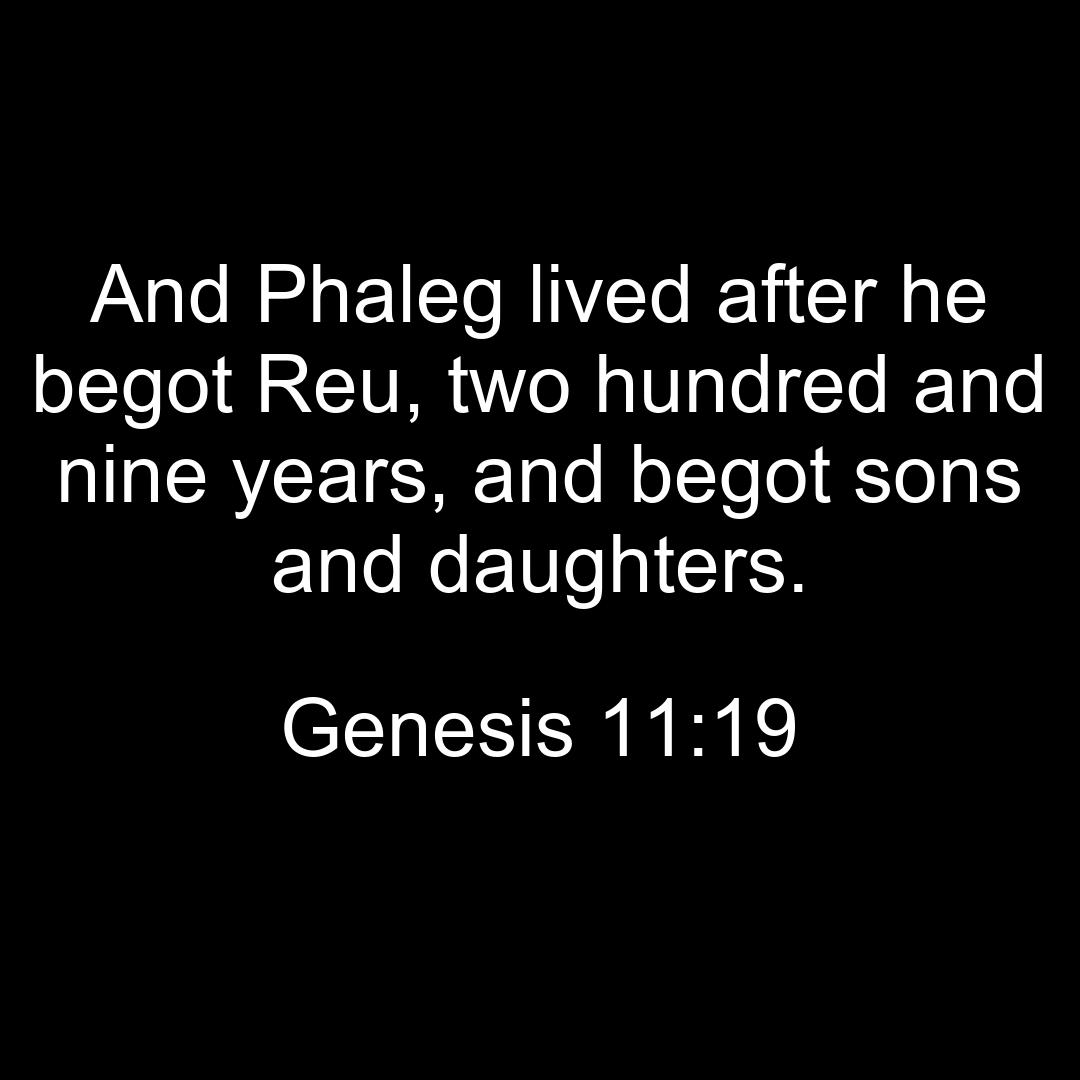 And Phaleg lived after he
begot Reu, two hundred and
nine years, and begot sons
and daughters.
Genesis 11:19